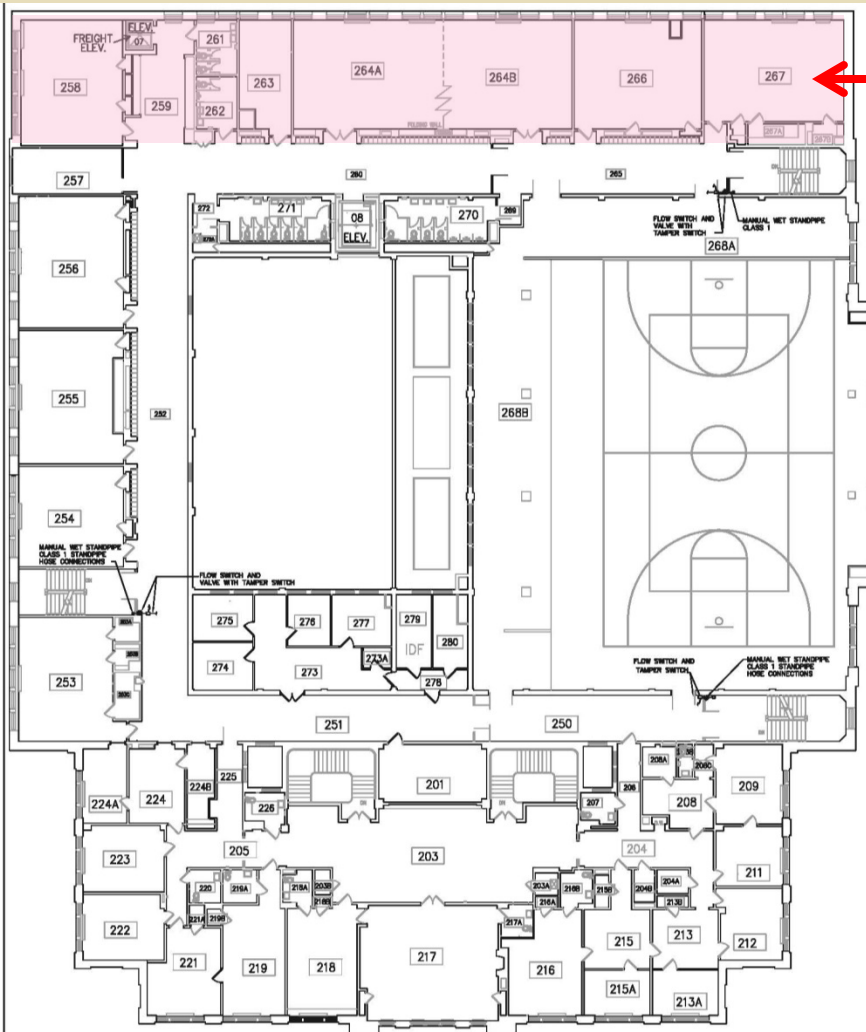 ELEV.
FREIGHT
ELEV.
07
261
258
259
262
263
264A
264B
266
267
FOLDING WALL
267A
267B
257
260
265
272
271
08
ELEV.
270
269
FLOW SWITCH AND
VALVE WITH
TAMPER SWITCH
MANUAL WET STANDPIPE
CLASS 1
268A
256
255
252
268B
254
MANUAL WET STANDPIPE
CLASS 1 STANDPIPE
HOSE CONNECTIONS
FLOW SWITCH AND
VALVE WITH TAMPER SWITCH
275
276
277
279
IDF
280
274
273
273A
278
253
FLOW SWITCH AND
TAMPER SWITCH
MANUAL WET STANDPIPE
CLASS 1 STANDPIPE
HOSE CONNECTIONS
251
250
224A
224
224B
225
226
201
207
206
208A
208C
208
209
223
205
203
204
211
222
220
219A
218A
203B
218B
203A
216A
216B
215B
204B
204A
213B
221A
219B
217A
221
219
218
217
216
215
213
212
215A
213A